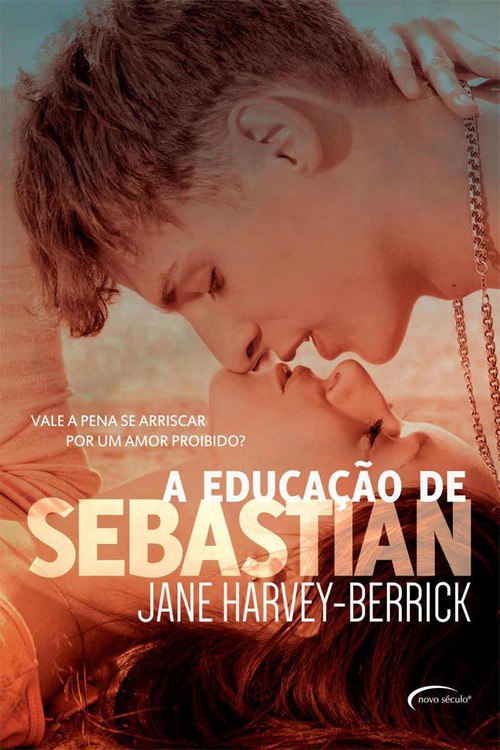 VALE A PENA SE ARRISCAR
POR UM AMOR PROIBIDO?
A EDUCAÇÃO DE
SEBASTIAN
JANE HARVEY-BERRICK
novo século®